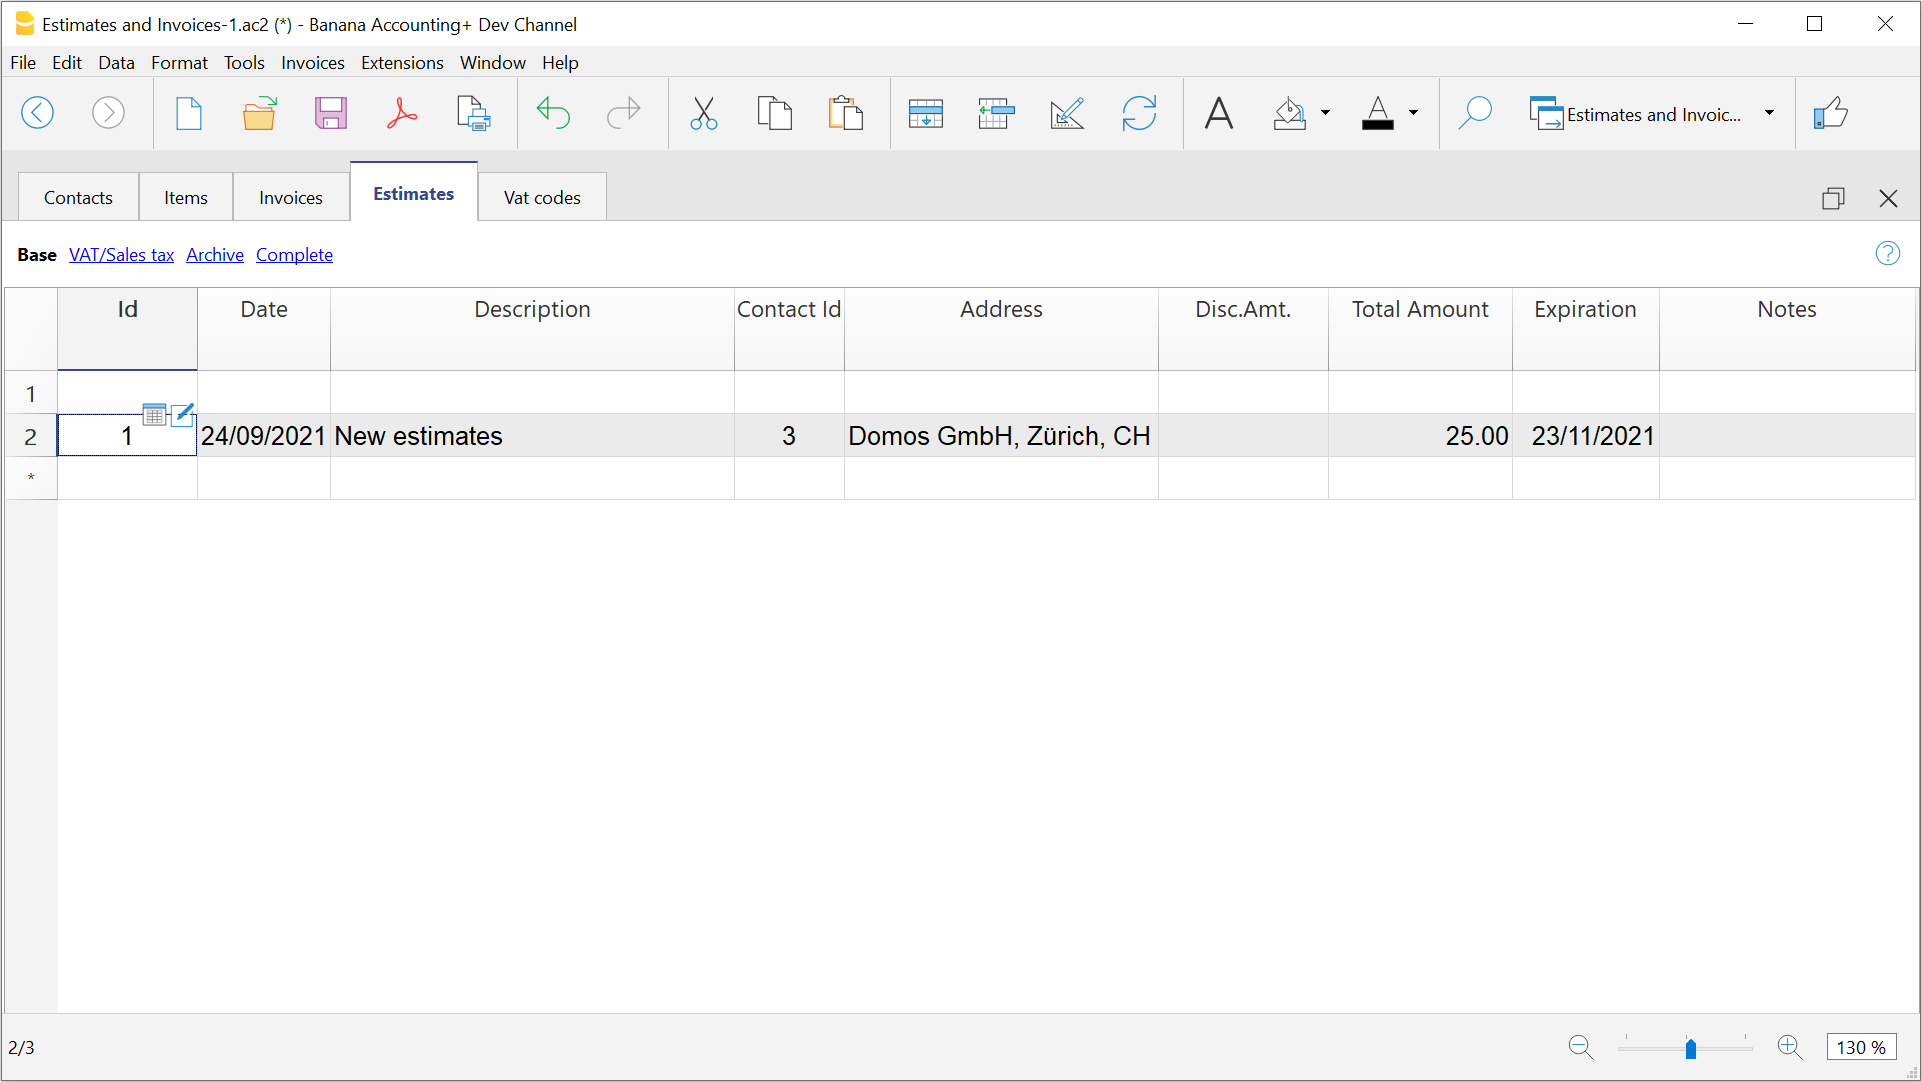 Estimates and Invoices-1.ac2 (*) - Banana Accounting+ Dev Channel
File Edit Data Format Tools Invoices Extensions Window Help
Estimates and Invoic...
Contacts Items Invoices Estimates Vat codes
Base VAT/Sales tax Archive Complete
Id Date Description Contact Id Address Disc.Amt. Total Amount Expiration Notes
1
2 1 24/09/2021 New estimates 3 Domos GmbH, Zürich, CH 25.00 23/11/2021
*
2/3 130 %